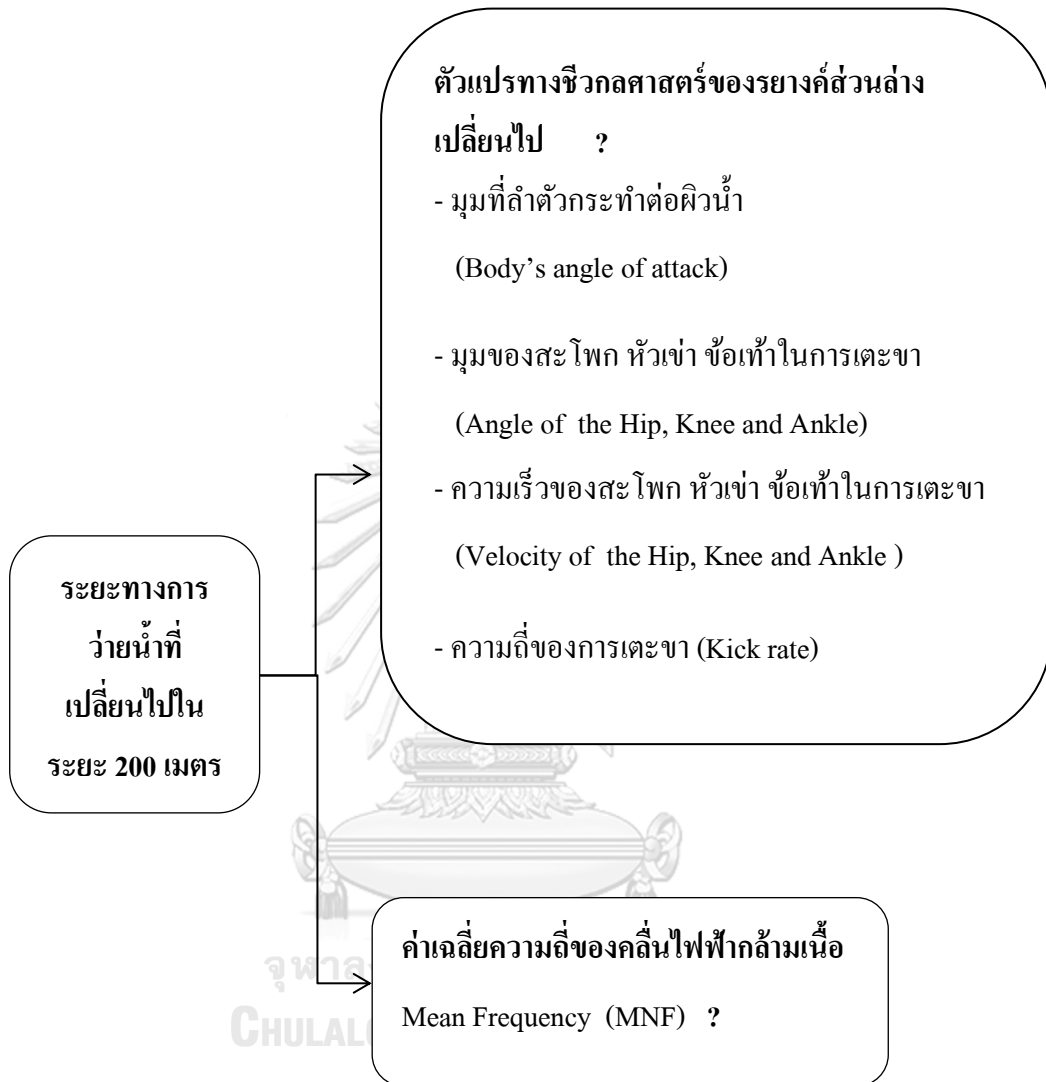 ตัวแปรทางชีวกลศาสตร์ของรยางค์ส่วนล่าง
เปลี่ยนไป ?
- มุมที่ลำตัวกระทำต่อผิวน้ำ
(Body's angle of attack)
- มุมของสะโพก หัวเข่า ข้อเท้าในการเตะขา
(Angle of the Hip, Knee and Ankle)
- ความเร็วของสะโพก หัวเข่า ข้อเท้าในการเตะขา
(Velocity of the Hip, Knee and Ankle )
- ความถี่ของการเตะขา (Kick rate)
ระยะทางการ
ว่ายน้ำที่
เปลี่ยนไปใน
ระยะ 200 เมตร
ค่าเฉลี่ยความถี่ของคลื่นไฟฟ้ากล้ามเนื้อ
Mean Frequency (MNF) ?